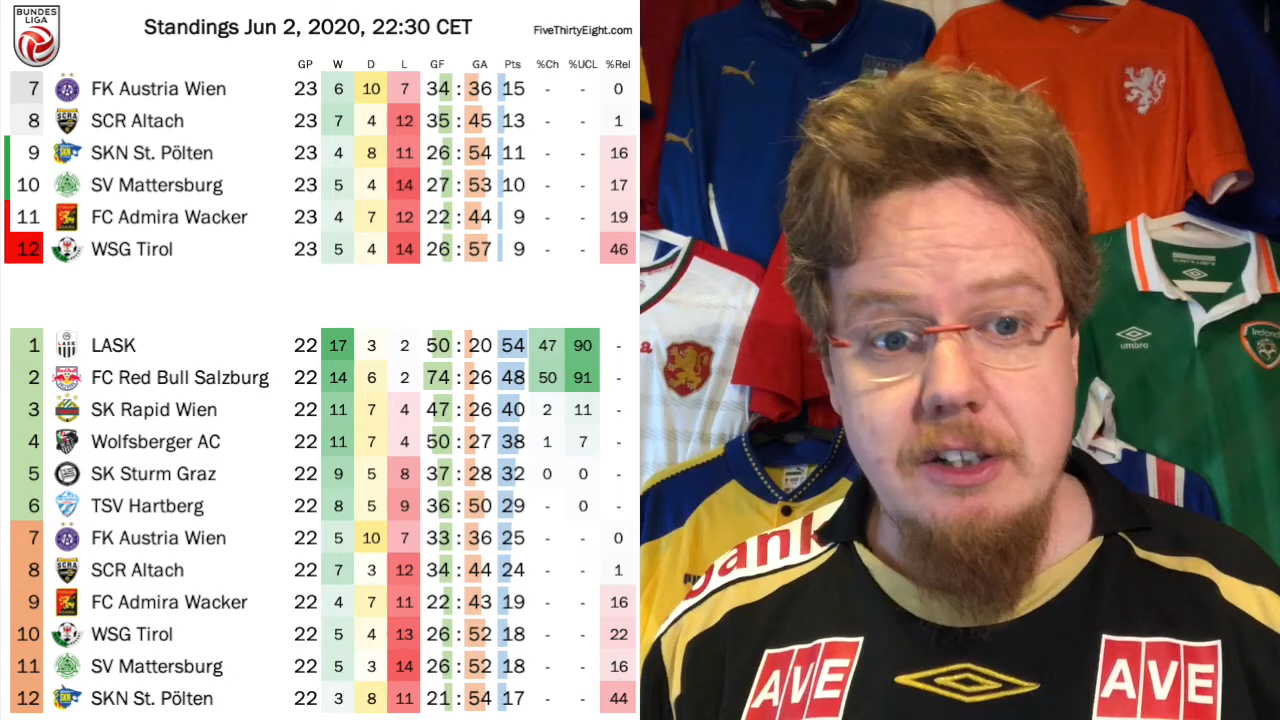 BUNDES
LIGA
Standings Jun 2, 2020, 22:30 CET
FiveThirtyEight.com
GP W D L GF GA Pts %Ch %UCL %Rel
7 FK Austria Wien 23 6 10 7 34 : 36 15 - - 0
8 SCR Altach 23 7 4 12 35 : 45 13 - - 1
9 SKN St. Pölten 23 4 8 11 26 : 54 11 - - 16
10 SV Mattersburg 23 5 4 14 27 : 53 10 - - 17
11 FC Admira Wacker 23 4 7 12 22 : 44 9 - - 19
12 WSG Tirol 23 5 4 14 26 : 57 9 - - 46
1 LASK 22 17 3 2 50 : 20 54 47 90 -
2 FC Red Bull Salzburg 22 14 6 2 74 : 26 48 50 91 -
3 SK Rapid Wien 22 11 7 4 47 : 26 40 2 11 -
4 Wolfsberger AC 22 11 7 4 50 : 27 38 1 7 -
5 SK Sturm Graz 22 9 5 8 37 : 28 32 0 0 -
6 TSV Hartberg 22 8 5 9 36 : 50 29 - 0 -
7 FK Austria Wien 22 5 10 7 33 : 36 25 - - 0
8 SCR Altach 22 7 3 12 34 : 44 24 - - 1
9 FC Admira Wacker 22 4 7 11 22 : 43 19 - - 16
10 WSG Tirol 22 5 4 13 26 : 52 18 - - 22
11 SV Mattersburg 22 5 3 14 26 : 52 18 - - 16
12 SKN St. Pölten 22 3 8 11 21 : 54 17 - - 44
umbro
Ireland
bank
AVE
AVE